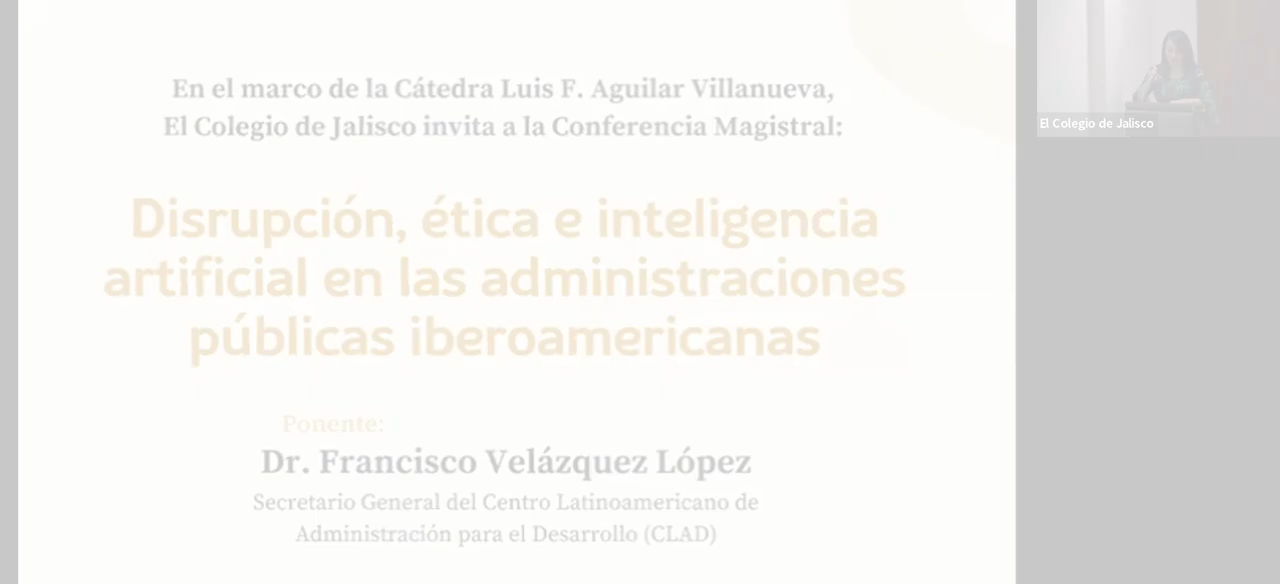 En el marco de la Cátedra Luis F. Aguilar Villanueva,
El Colegio de Jalisco invita a la Conferencia Magistral:
Disrupción, ética e inteligencia
artificial en las administraciones
públicas iberoamericanas
Ponente:
Dr. Francisco Velázquez López
Secretario General del Centro Latinoamericano de
Administración para el Desarrollo (CLAD)
El Colegio de Jalisco